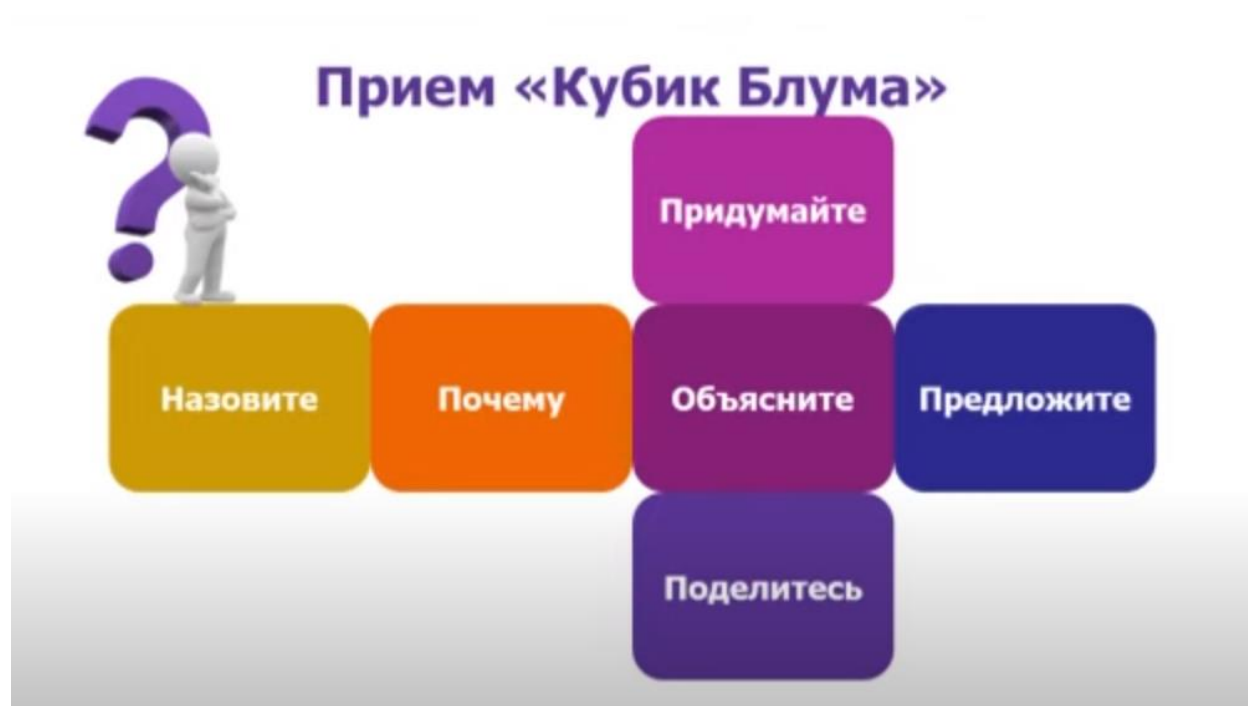 Прием «Кубик Блума»
Придумайте
Назовите
Почему
Объясните
Предложите
Поделитесь